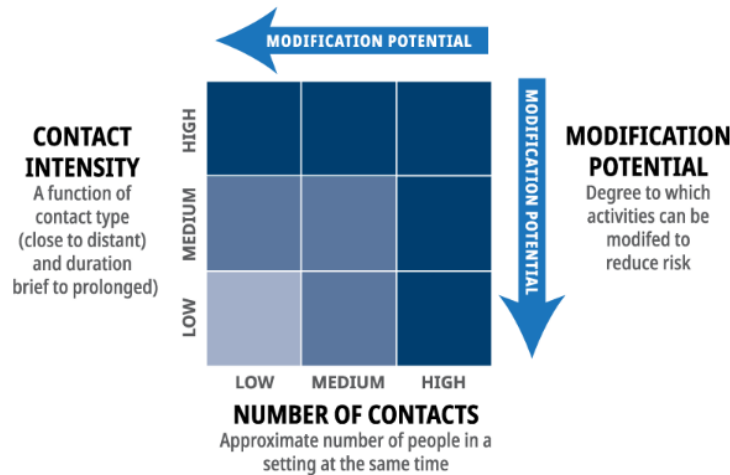 MODIFICATION POTENTIAL
CONTACT
INTENSITY
A function of
contact type
(close to distant)
and duration
brief to prolonged)
HIGH
MEDIUM
LOW
MODIFICATION POTENTIAL
MODIFICATION
POTENTIAL
Degree to which
activities can be
modifed to
reduce risk
LOW MEDIUM HIGH
NUMBER OF CONTACTS
Approximate number of people in a
setting at the same time